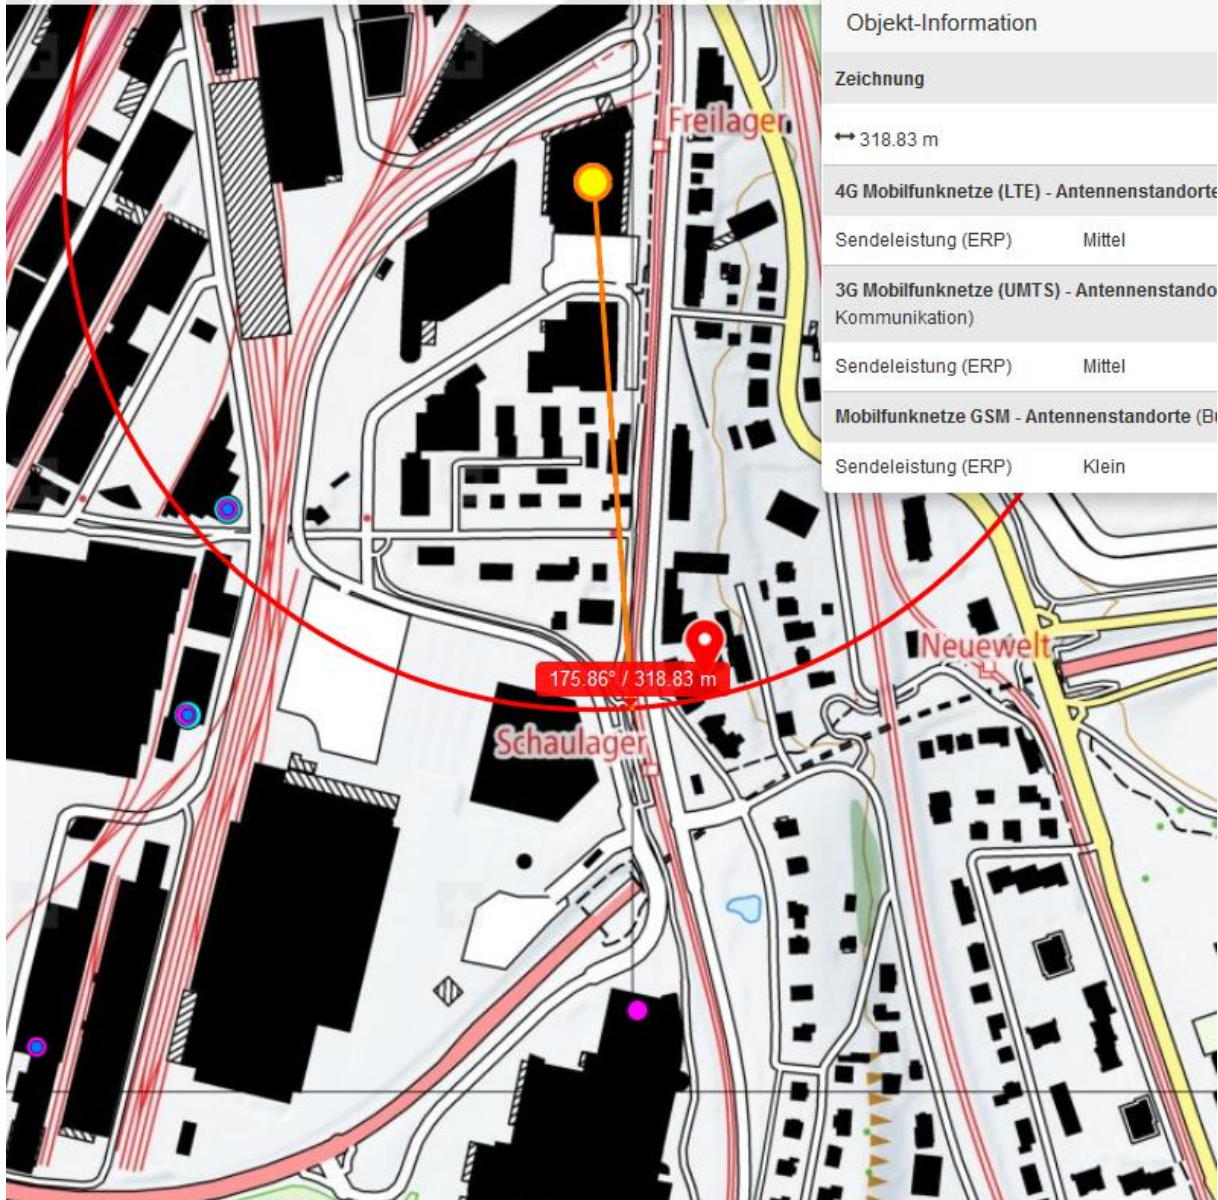 Objekt-Information
Zeichnung
318.83 m
4G Mobilfunknetze (LTE) - Antennenstandorte
Sendeleistung (ERP) Mittel
3G Mobilfunknetze (UMTS) -
Kommunikation)
Sendeleistung (ERP) Mittel
Mobilfunknetze GSM - Antennenstandorte
Sendeleistung (ERP) Klein
Freilager
Neuewelt
175.86° / 318.83 m
Schaulager